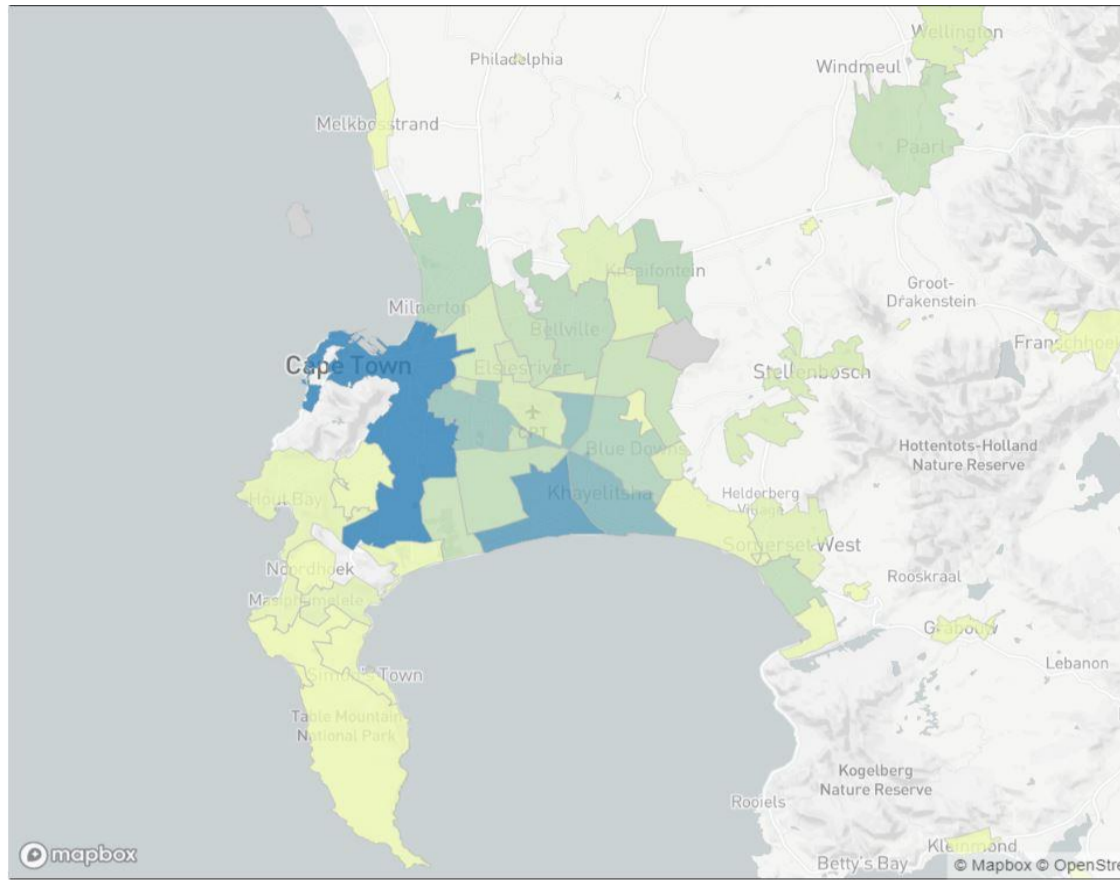 Wellington
Philadelphia
Windmeul
Melkbosstrand
Paarl
Kraaifontein
Groot-
Drakenstein
Milnerton
Bellville
Franschhoek
Cape Town
Elsiesriver
Stellenbosch
CPT
Blue Downs
Hottentots-Holland
Nature Reserve
Hout Bay
Khayelitsha
Helderberg
Village
Somerset West
Noordhoek
Rooskraal
Masiphumelele
Grabouw
Lebanon
Simon's Town
Table Mountain
National Park
Kogelberg
Nature Reserve
Rooiels
Kleinmond
Betty's Bay
mapbox
© Mapbox © OpenStre